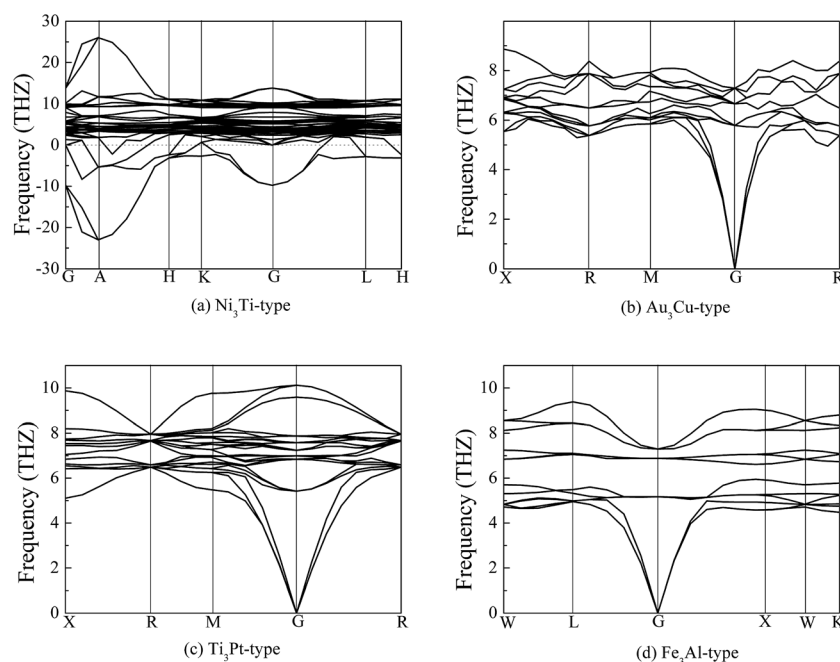 30
20
10
0
-10
-20
-30
Frequency (THZ)
G A H K G L H
(a) Ni3Ti-type
8
6
4
2
0
Frequency (THZ)
X R M G R
(b) Au3Cu-type
10
8
6
4
2
0
Frequency (THZ)
X R M G R
(c) Ti3Pt-type
10
8
6
4
2
0
Frequency (THZ)
W L G X W K
(d) Fe3Al-type